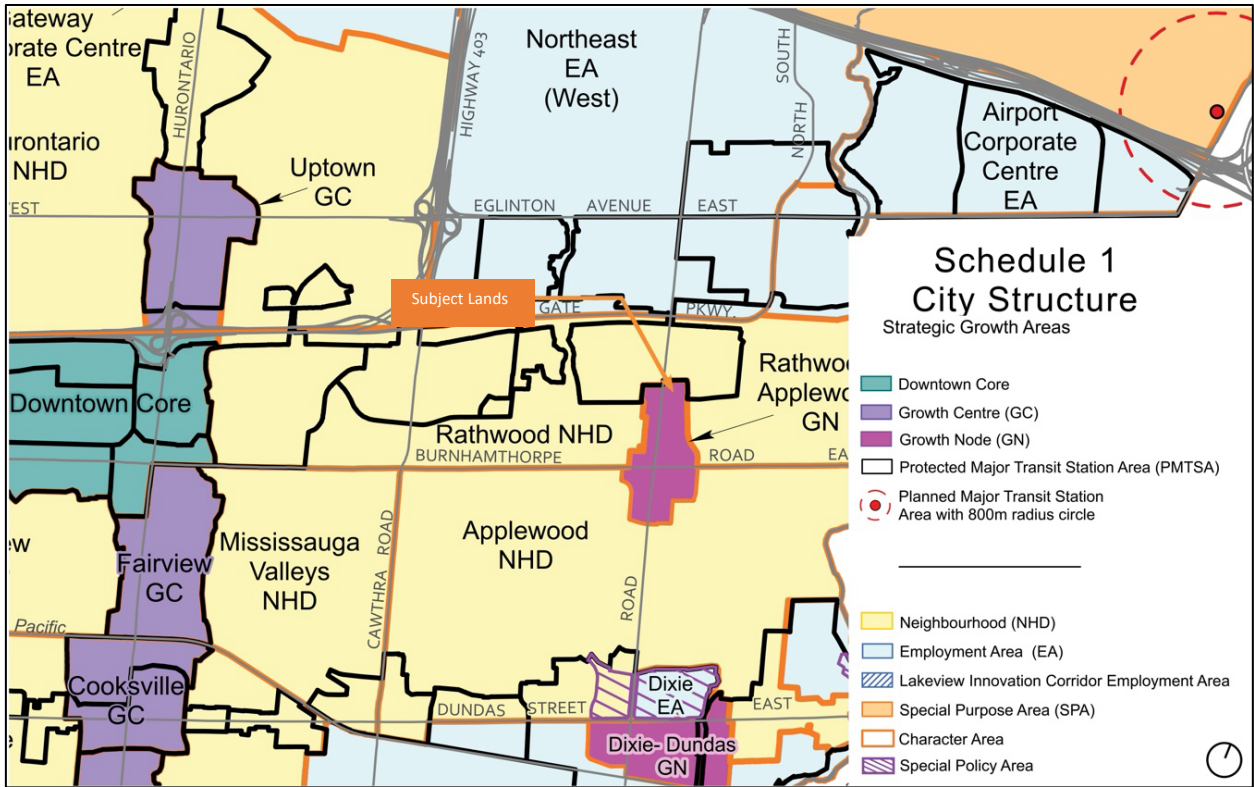 Gateway
orate Centre
EA
HURONTARIO
HIGHWAY 403
Northeast
EA
(West)
SOUTH
NORTH
Airport
Corporate
Centre
EA
urontario
NHD
Uptown
GC
EST
EGLINTON AVENUE EAST
Subject Lands
GATE PKWY.
Schedule 1
City Structure
Strategic Growth Areas
Downtown Core
Growth Centre (GC)
Growth Node (GN)
Protected Major Transit Station Area (PMTSA)
Planned Major Transit Station
Area with 800m radius circle
Neighbourhood (NHD)
Employment Area (EA)
Lakeview Innovation Corridor Employment Area
Special Purpose Area (SPA)
Character Area
Special Policy Area
Downtown Core
Rathwoo
Applewo
GN
Rathwood NHD
BURNHAMTHORPE ROAD EA
ew
Fairview
GC
Mississauga
Valleys
NHD
CAWTHRA ROAD
Applewood
NHD
ROAD
Pacific
Cooksville
GC
e
DUNDAS STREET EAST
Dixie
EA
Dixie- Dundas
GN